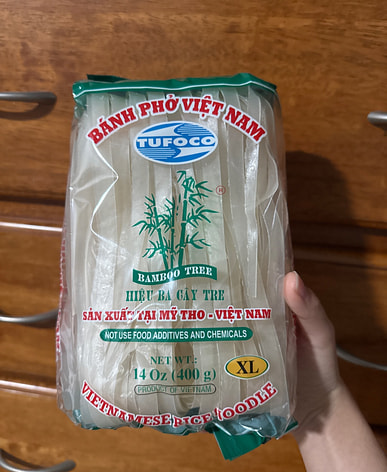 BÁNH PHỞ VIỆT NAM
TUFOCO
®
BAMBOO TREE
HIỆU BA CÂY TRE
SẢN XUẤT TẠI MỸ THO - VIỆT NAM
NOT USE FOOD ADDITIVES AND CHEMICALS
NET WT.:
14 Oz (400 g)
XL
PRODUCT OF VIETNAM
VIETNAMESE RICE NOODLE